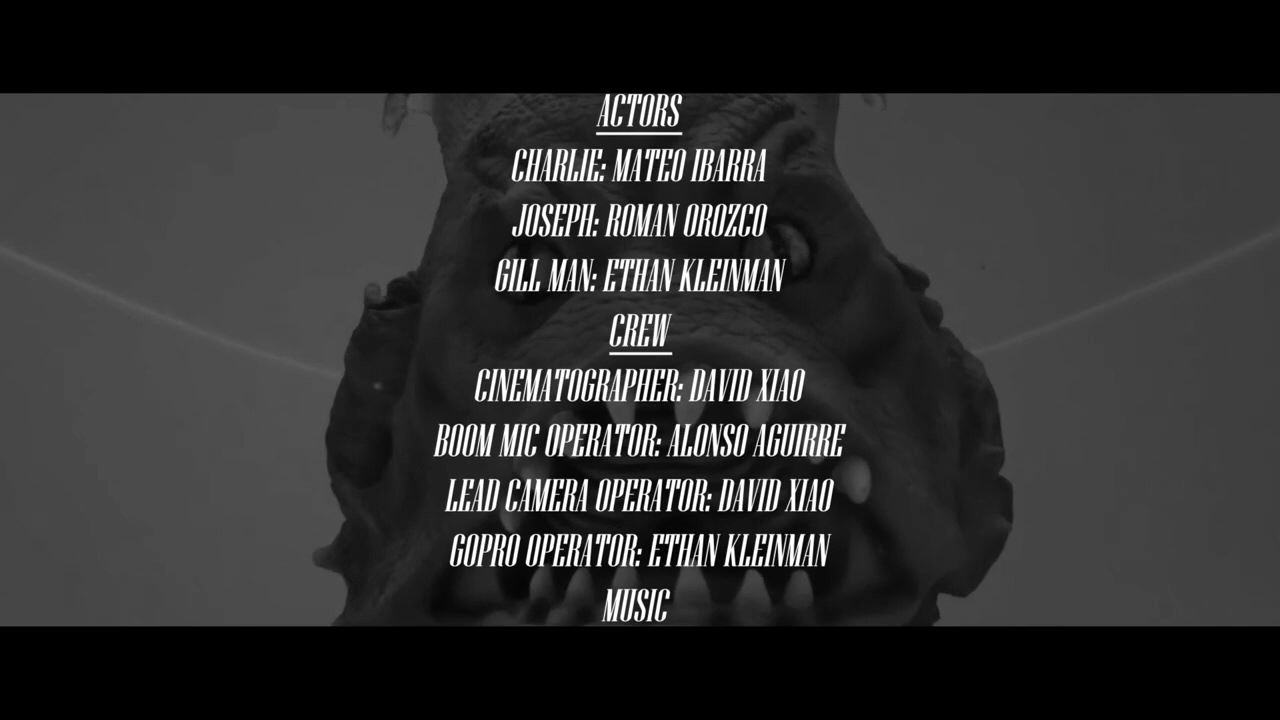 ACTORS
CHARLIE: MATEO IBARRA
JOSEPH: ROMAN OROZCO
GILL MAN: ETHAN KLEINMAN
CREW
CINEMATOGRAPHER: DAVID XIAO
BOOM MIC OPERATOR: ALONSO AGUIRRE
LEAD CAMERA OPERATOR: DAVID XIAO
GOPRO OPERATOR: ETHAN KLEINMAN
MUSIC